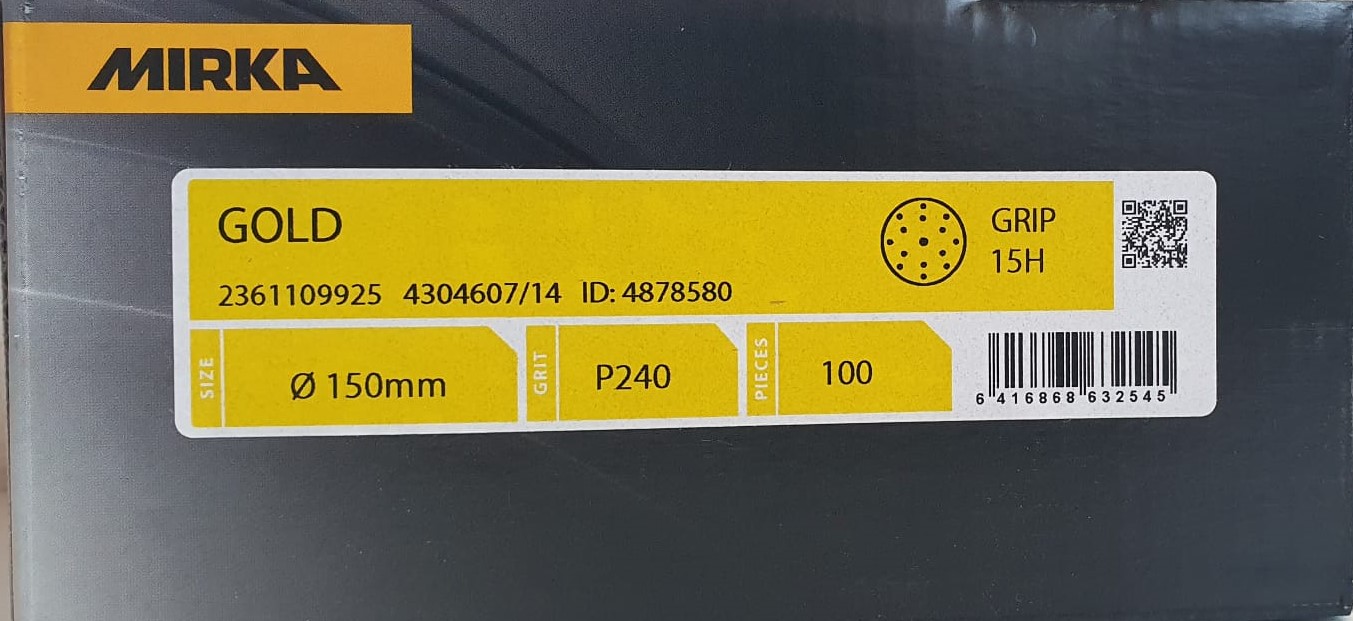 MIRKA
GOLD
GRIP
15H
2361109925 4304607/14 ID: 4878580
SIZE
Ø 150mm
GRIT
P240
PIECES
100
6 416868 632545